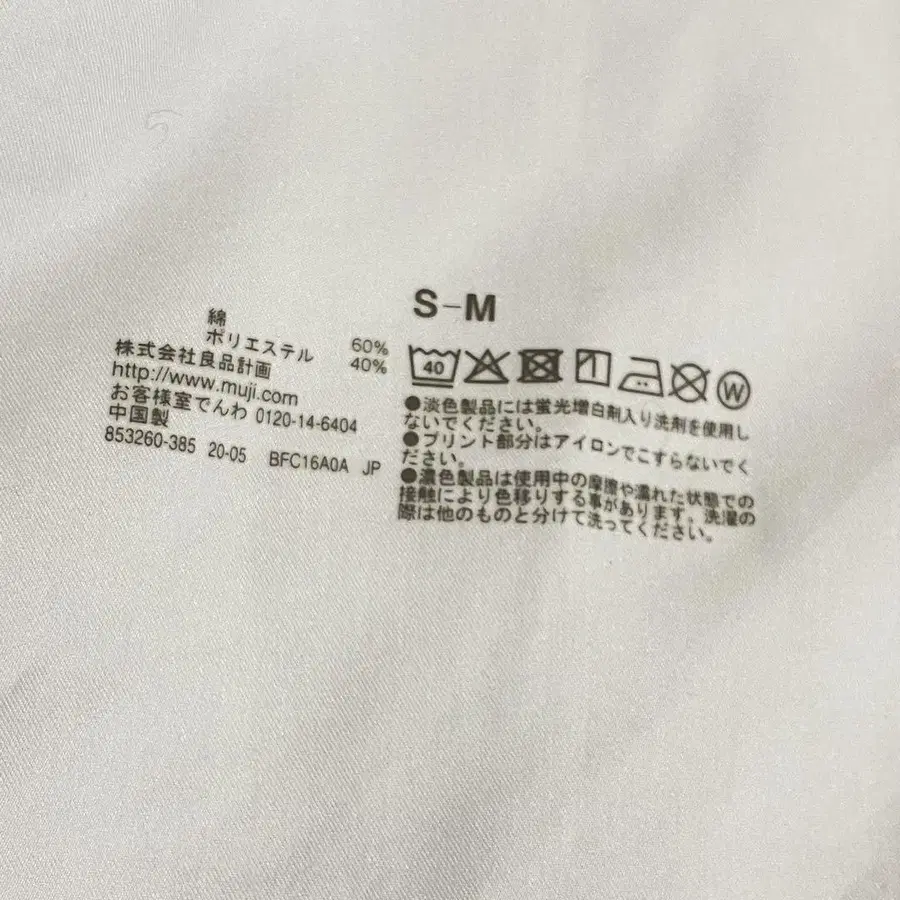 S-M
綿 60%
ポリエステル 40%
株式会社良品計画
http://www.muji.com
お客様室でんわ 0120-14-6404
中国製
853260-385 20-05 BFC16A0A JP
40
W
●淡色製品には蛍光増白剤入り洗剤を使用し
ないでください。
●プリント部分はアイロンでこすらないでく
ださい。
●濃色製品は使用中の摩擦や濡れた状態での
接触により色移りする事があります。洗濯の
際は他のものと分けて洗ってください。